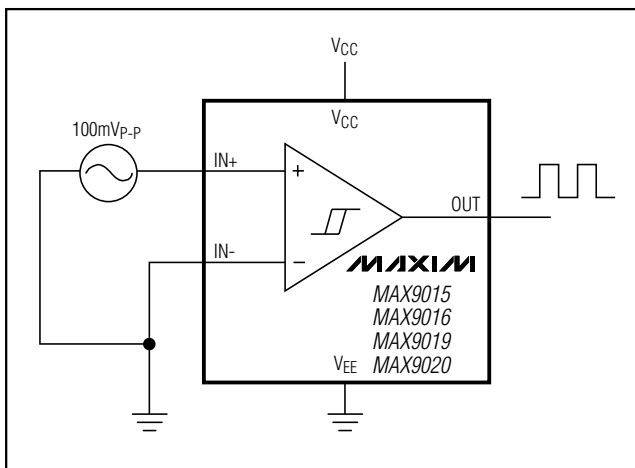 VCC
VCC
100mVP-P
IN+
+
OUT
IN-
−
MAXIM
MAX9015
MAX9016
MAX9019
MAX9020
VEE